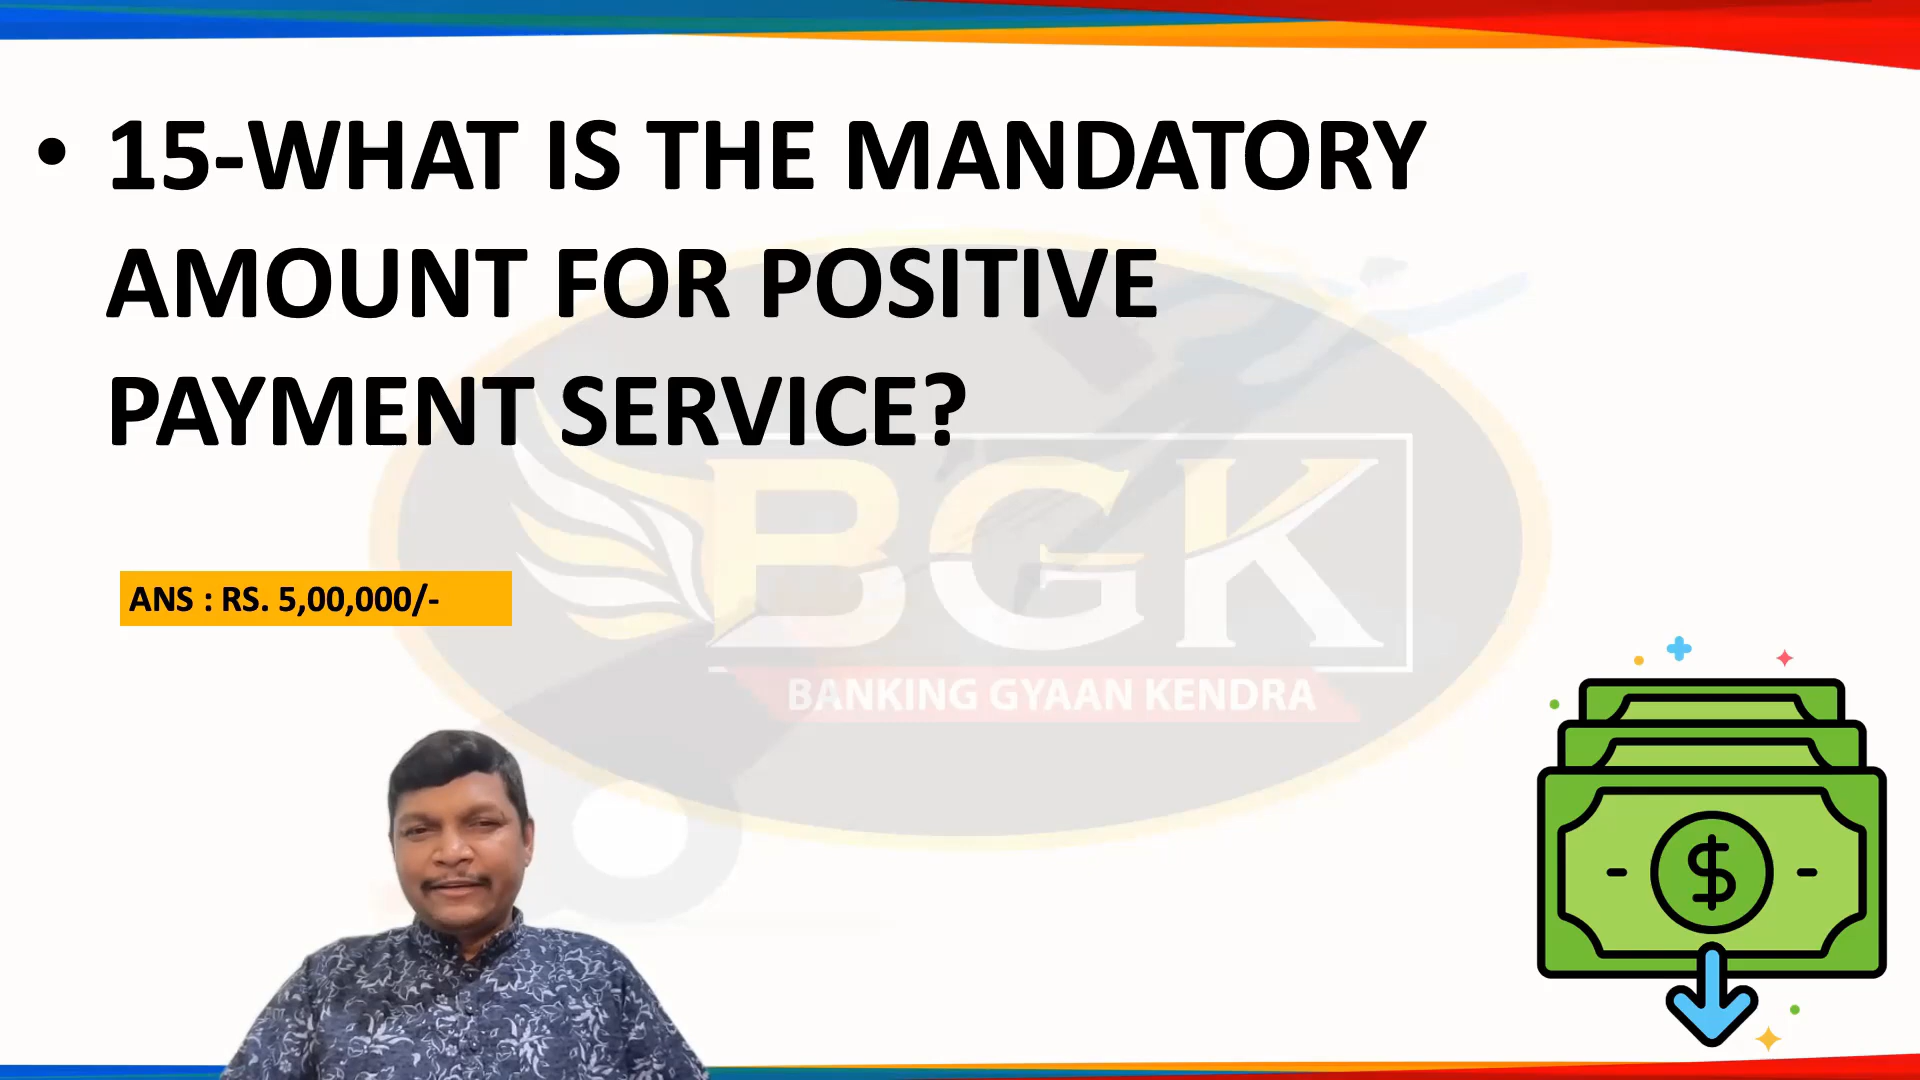 • 15-WHAT IS THE MANDATORY
AMOUNT FOR POSITIVE
PAYMENT SERVICE?
BGK
ANS : RS. 5,00,000/-
BANKING GYAAN KENDRA
$